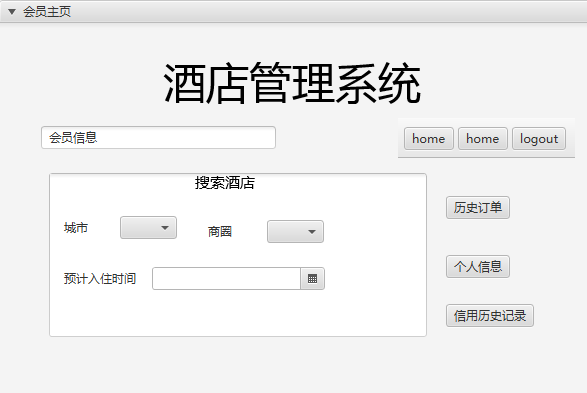 会员主页
酒店管理系统
会员信息
home home logout
搜索酒店
城市 商圈
预计入住时间
历史订单
个人信息
信用历史记录